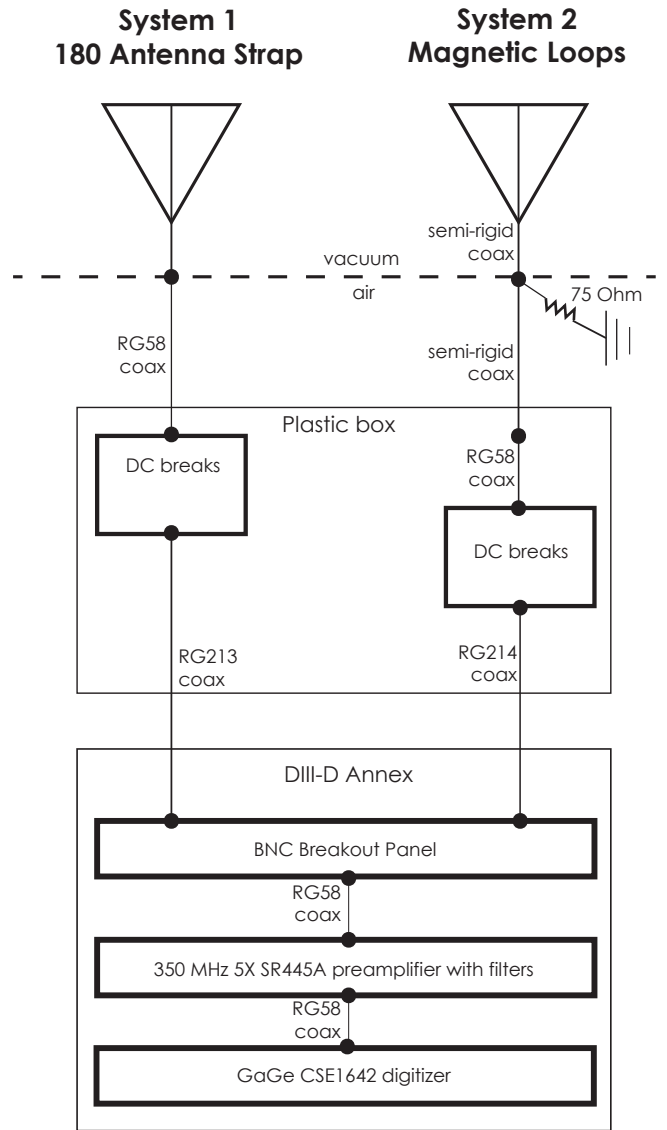 System 1
180 Antenna Strap
System 2
Magnetic Loops
semi-rigid
coax
vacuum
air
75 Ohm
RG58
coax
semi-rigid
coax
Plastic box
DC breaks
RG58
coax
DC breaks
RG213
coax
RG214
coax
DIII-D Annex
BNC Breakout Panel
RG58
coax
350 MHz 5X SR445A preamplifier with filters
RG58
coax
GaGe CSE1642 digitizer